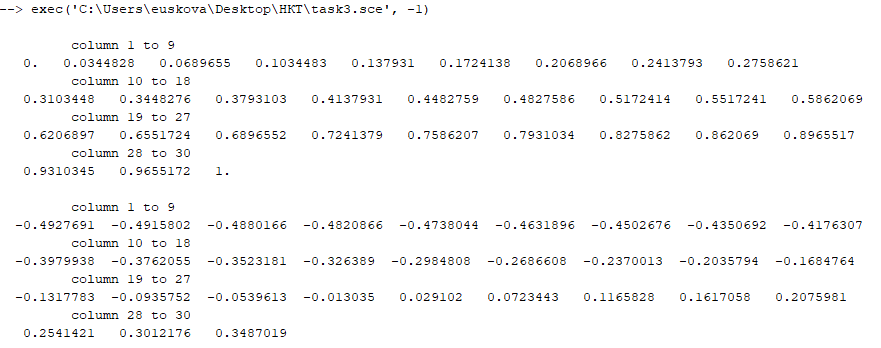 --> exec('C:\Users\euskova\Desktop\HKT\task3.sce', -1)
column 1 to 9
0. 0.0344828 0.0689655 0.1034483 0.137931 0.1724138 0.2068966 0.2413793 0.2758621
column 10 to 18
0.3103448 0.3448276 0.3793103 0.4137931 0.4482759 0.4827586 0.5172414 0.5517241 0.5862069
column 19 to 27
0.6206897 0.6551724 0.6896552 0.7241379 0.7586207 0.7931034 0.8275862 0.862069 0.8965517
column 28 to 30
0.9310345 0.9655172 1.
column 1 to 9
-0.4927691 -0.4915802 -0.4880166 -0.4820866 -0.4738044 -0.4631896 -0.4502676 -0.4350692 -0.4176307
column 10 to 18
-0.3979938 -0.3762055 -0.3523181 -0.326389 -0.2984808 -0.2686608 -0.2370013 -0.2035794 -0.1684764
column 19 to 27
-0.1317783 -0.0935752 -0.0539613 -0.013035 0.029102 0.0723443 0.1165828 0.1617058 0.2075981
column 28 to 30
0.2541421 0.3012176 0.3487019